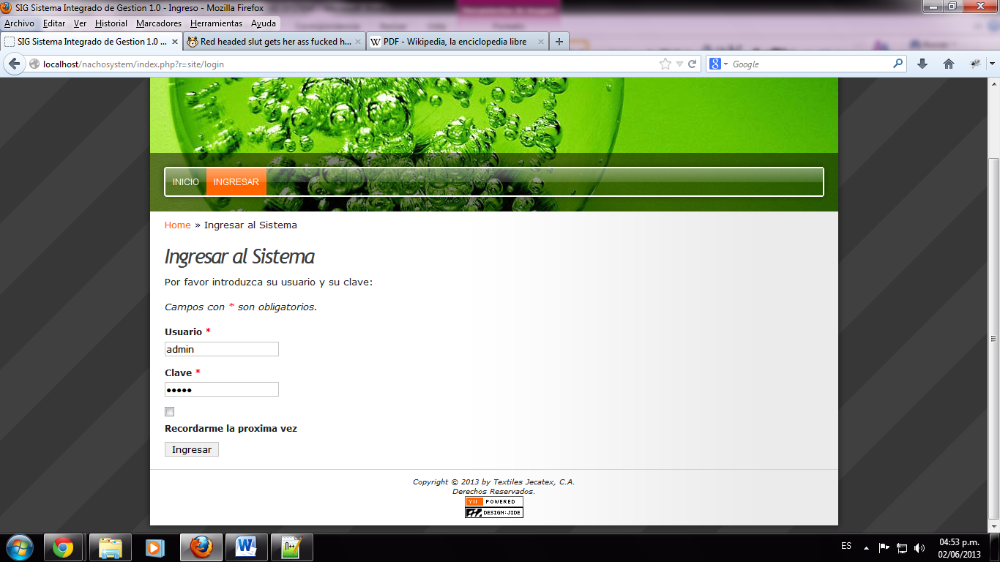 SIG Sistema Integrado de Gestion 1.0 - Ingreso - Mozilla Firefox
Archivo Editar Ver Historial Marcadores Herramientas Ayuda
SIG Sistema Integrado de Gestion 1.0 ... Red headed slut gets her ass fucked h... W PDF - Wikipedia, la enciclopedia libre
localhost/nachosystem/index.php?r=site/login Google
INICIO INGRESAR
Home » Ingresar al Sistema
Ingresar al Sistema
Por favor introduzca su usuario y su clave:
Campos con * son obligatorios.
Usuario *
admin
Clave *
•••••
Recordarme la proxima vez
Ingresar
Copyright © 2013 by Textiles Jecatex, C.A.
Derechos Reservados.
YII POWERED
DESIGN:JIDE
ES 04:53 p.m.
02/06/2013